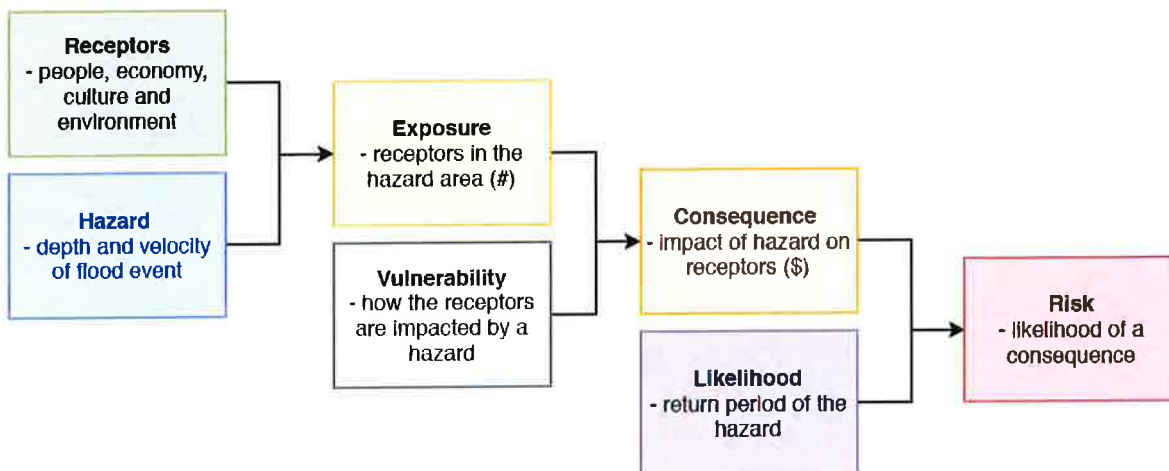 Receptors
- people, economy,
culture and
environment
Hazard
- depth and velocity
of flood event
Exposure
- receptors in the
hazard area (#)
Vulnerability
- how the receptors
are impacted by a
hazard
Consequence
- impact of hazard on
receptors ($)
Likelihood
- return period of the
hazard
Risk
- likelihood of a
consequence